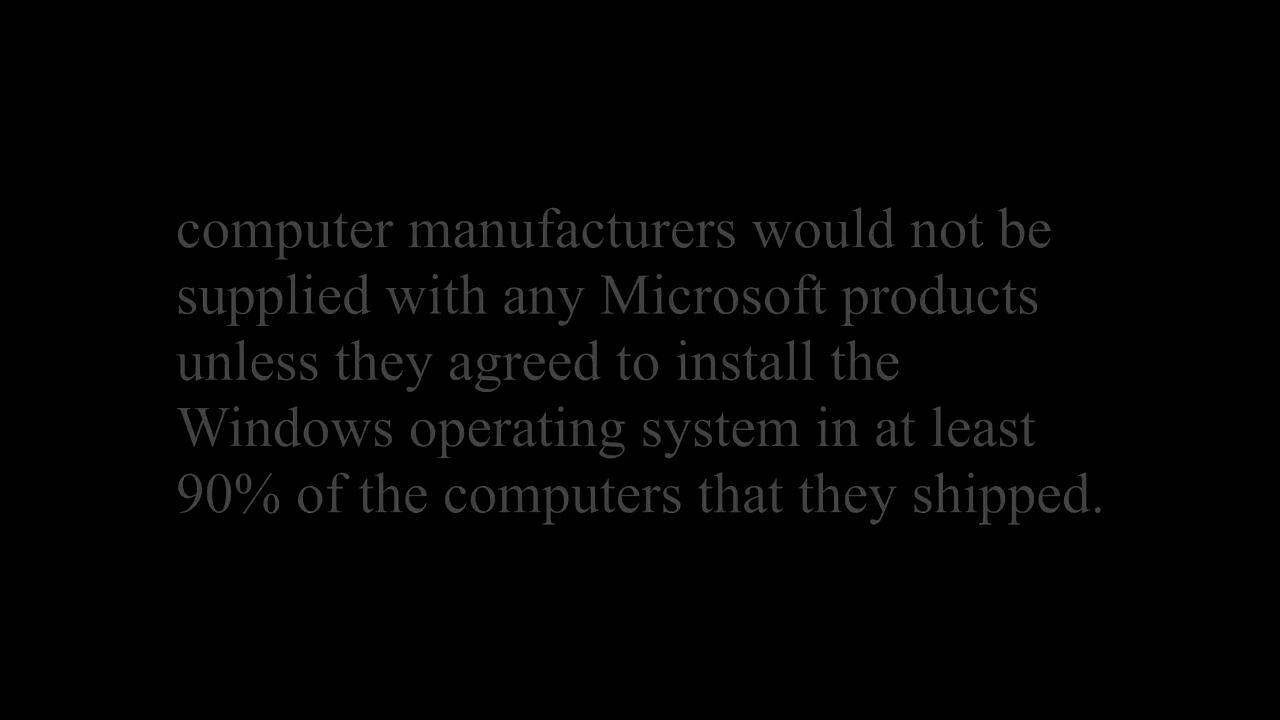 computer manufacturers would not be
supplied with any Microsoft products
unless they agreed to install the
Windows operating system in at least
90% of the computers that they shipped.